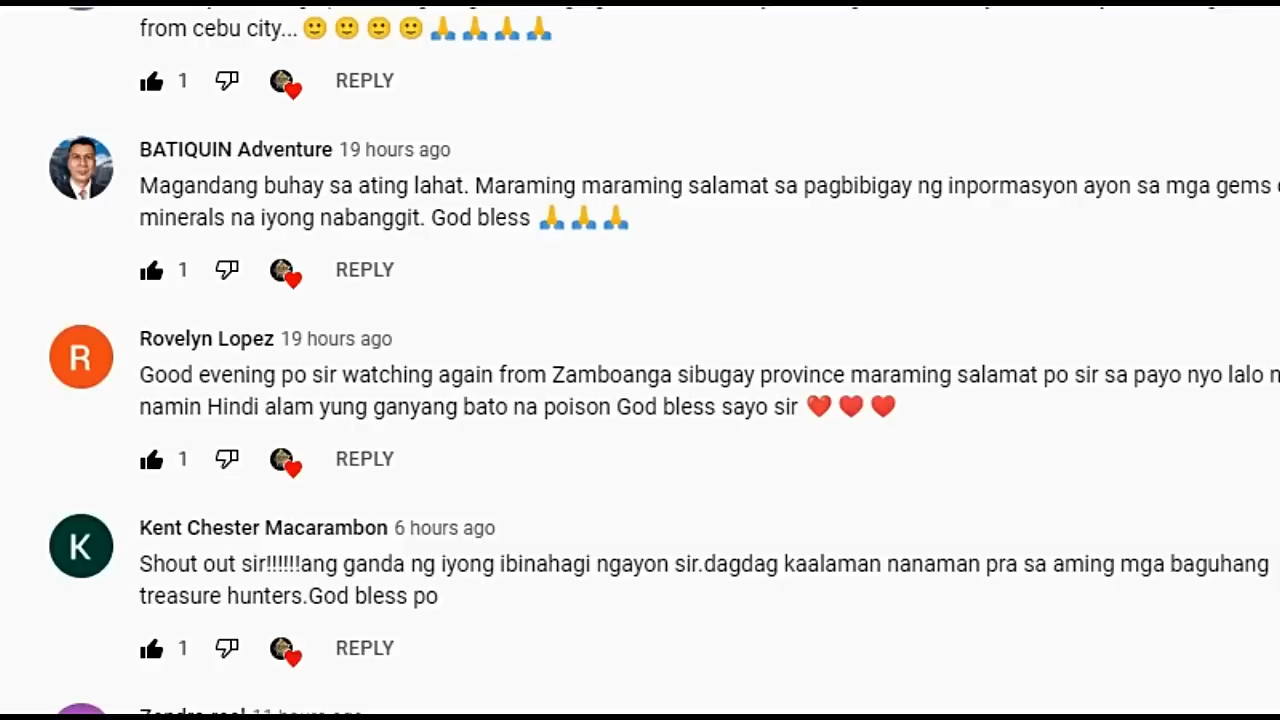 from cebu city... 🙂 🙂 🙂 🙂 🙏 🙏 🙏 🙏
1 REPLY
BATIQUIN Adventure 19 hours ago
Magandang buhay sa ating lahat. Maraming maraming salamat sa pagbibigay ng inpormasyon ayon sa mga gems
minerals na iyong nabanggit. God bless 🙏 🙏 🙏
1 REPLY
R
Rovelyn Lopez 19 hours ago
Good evening po sir watching again from Zamboanga sibugay province maraming salamat po sir sa payo nyo lalo
namin Hindi alam yung ganyang bato na poison God bless sayo sir ❤️ ❤️ ❤️
1 REPLY
K
Kent Chester Macarambon 6 hours ago
Shout out sir!!!!!!ang ganda ng iyong ibinahagi ngayon sir.dagdag kaalaman nanaman pra sa aming mga baguhang
treasure hunters.God bless po
1 REPLY